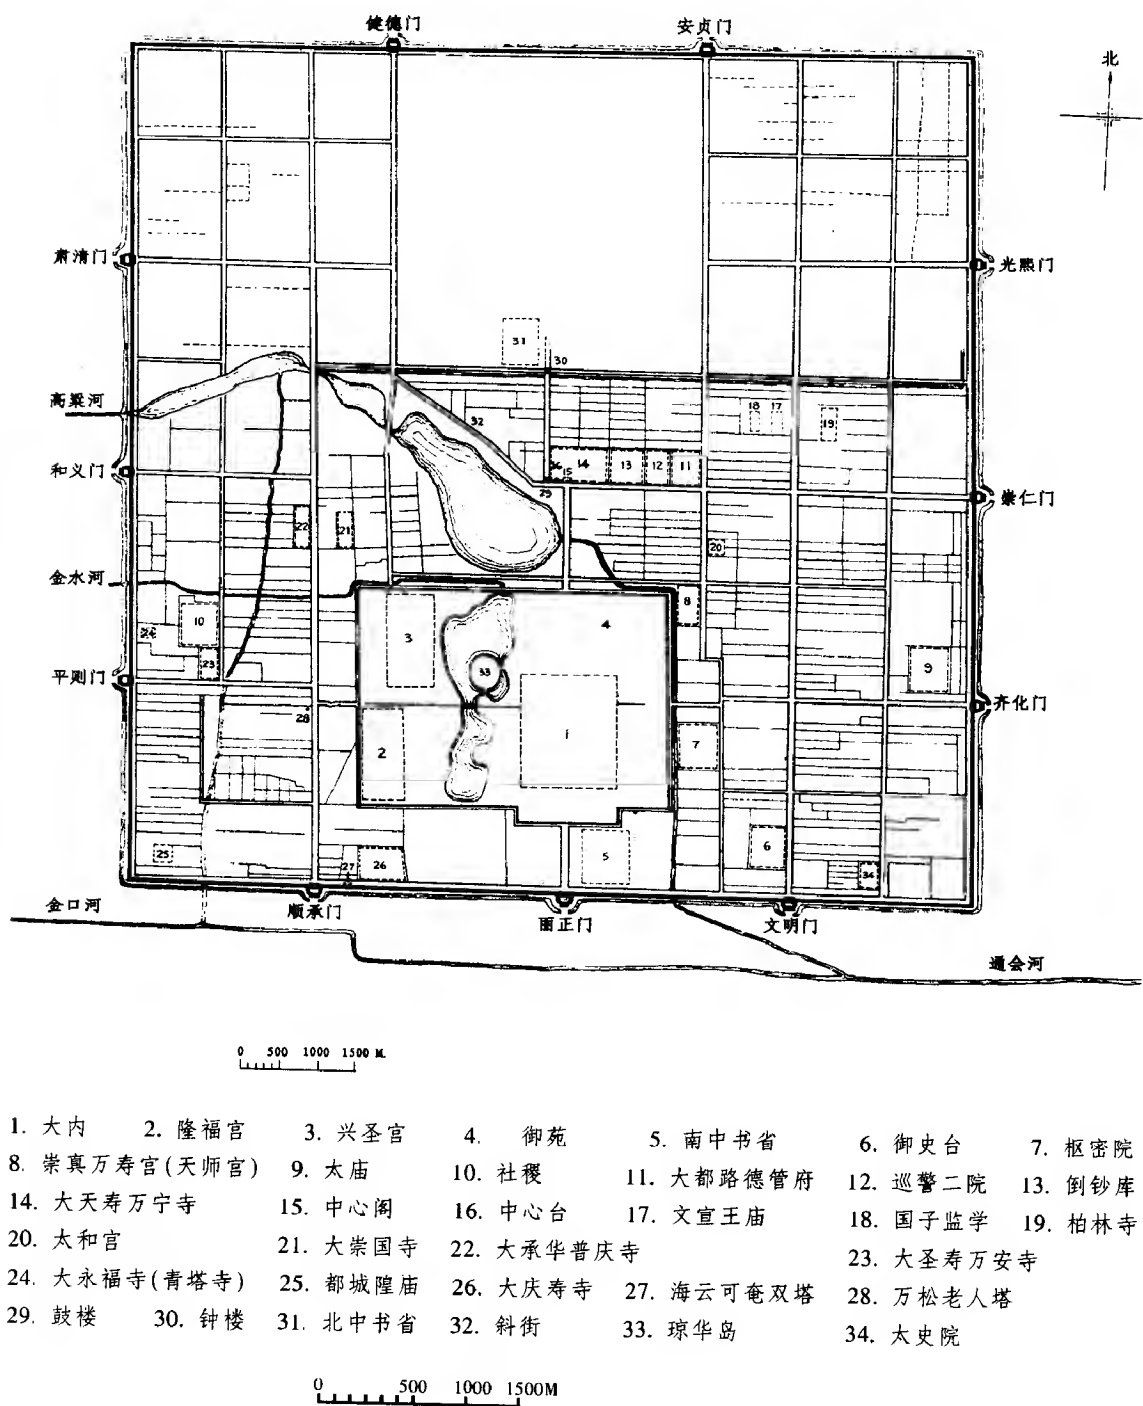 健德门
安贞门
北
肃清门
光熙门
31
30
高粱河
32
18 17
19
和义门
36
15
14
13
12
11
29
崇仁门
22
21
20
金水河
24
10
3
4
8
23
33
9
平则门
28
齐化门
2
1
7
25
27
26
5
6
34
金口河
顺承门
丽正门
文明门
通会河
0 500 1000 1500 M.
1. 大内 2. 隆福宫 3. 兴圣宫 4. 御苑 5. 南中书省 6. 御史台 7. 枢密院
8. 崇真万寿宫(天师宫) 9. 太庙 10. 社稷 11. 大都路德管府 12. 巡警二院 13. 倒钞库
14. 大天寿万宁寺 15. 中心阁 16. 中心台 17. 文宣王庙 18. 国子监学 19. 柏林寺
20. 太和宫 21. 大崇国寺 22. 大承华普庆寺 23. 大圣寿万安寺
24. 大永福寺(青塔寺) 25. 都城隍庙 26. 大庆寿寺 27. 海云可奄双塔 28. 万松老人塔
29. 鼓楼 30. 钟楼 31. 北中书省 32. 斜街 33. 琼华岛 34. 太史院
0 500 1000 1500M